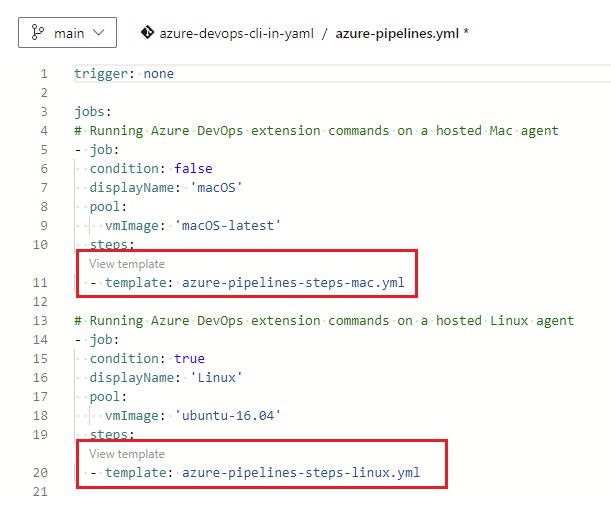 main azure-devops-cli-in-yaml / azure-pipelines.yml *
1 trigger: none
2
3 jobs:
4 # Running Azure DevOps extension commands on a hosted Mac agent
5 - job:
6   condition: false
7   displayName: 'macOS'
8   pool:
9     vmImage: 'macOS-latest'
10   steps:
View template
11   - template: azure-pipelines-steps-mac.yml
12
13 # Running Azure DevOps extension commands on a hosted Linux agent
14 - job:
15   condition: true
16   displayName: 'Linux'
17   pool:
18     vmImage: 'ubuntu-16.04'
19   steps:
View template
20   - template: azure-pipelines-steps-linux.yml
21